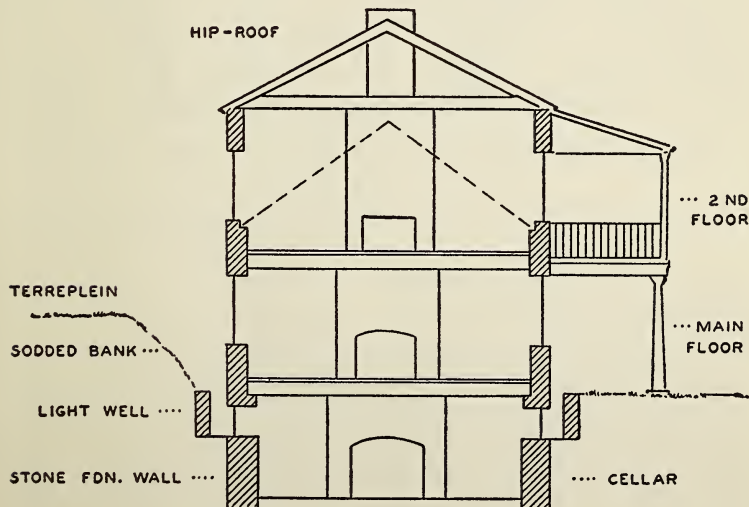 HIP-ROOF
··· 2 ND
FLOOR
TERREPLEIN
··· MAIN
FLOOR
SODDED BANK ···
LIGHT WELL ····
STONE FDN. WALL ····
···· CELLAR